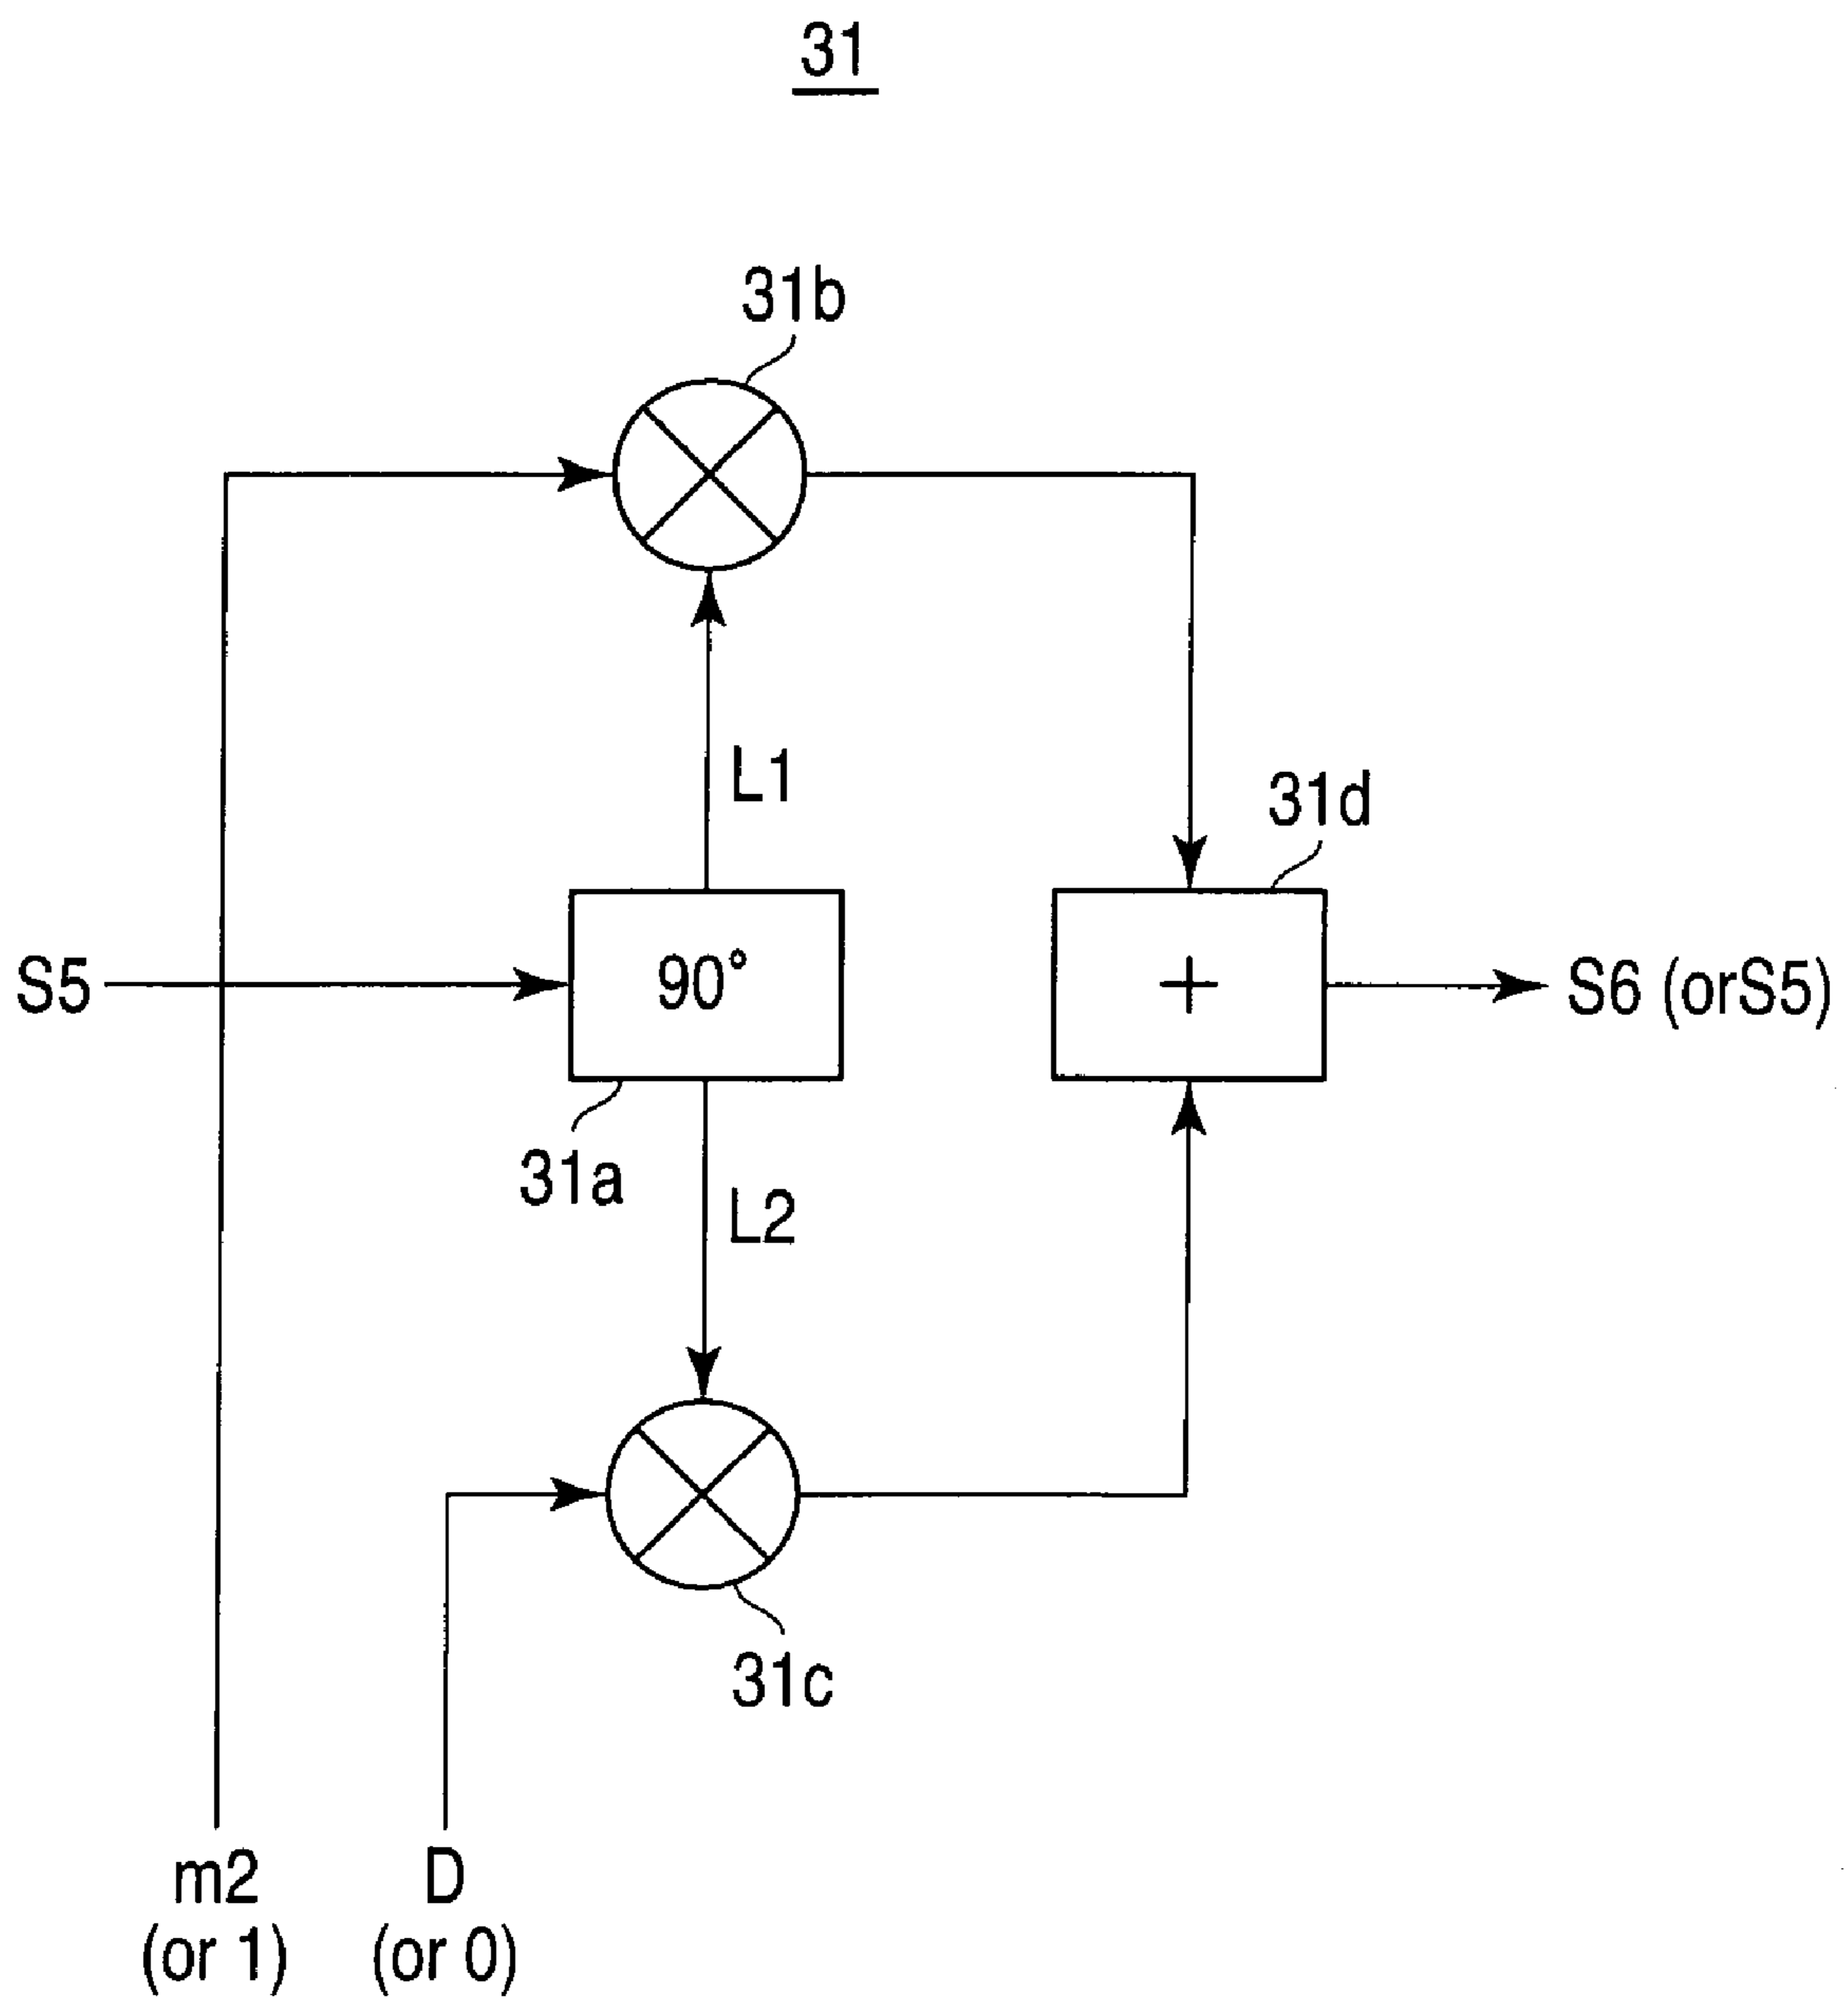 31
31b
L1
31d
S5
90°
+
S6 (orS5)
31a
L2
31c
m2
(or 1)
D
(or 0)